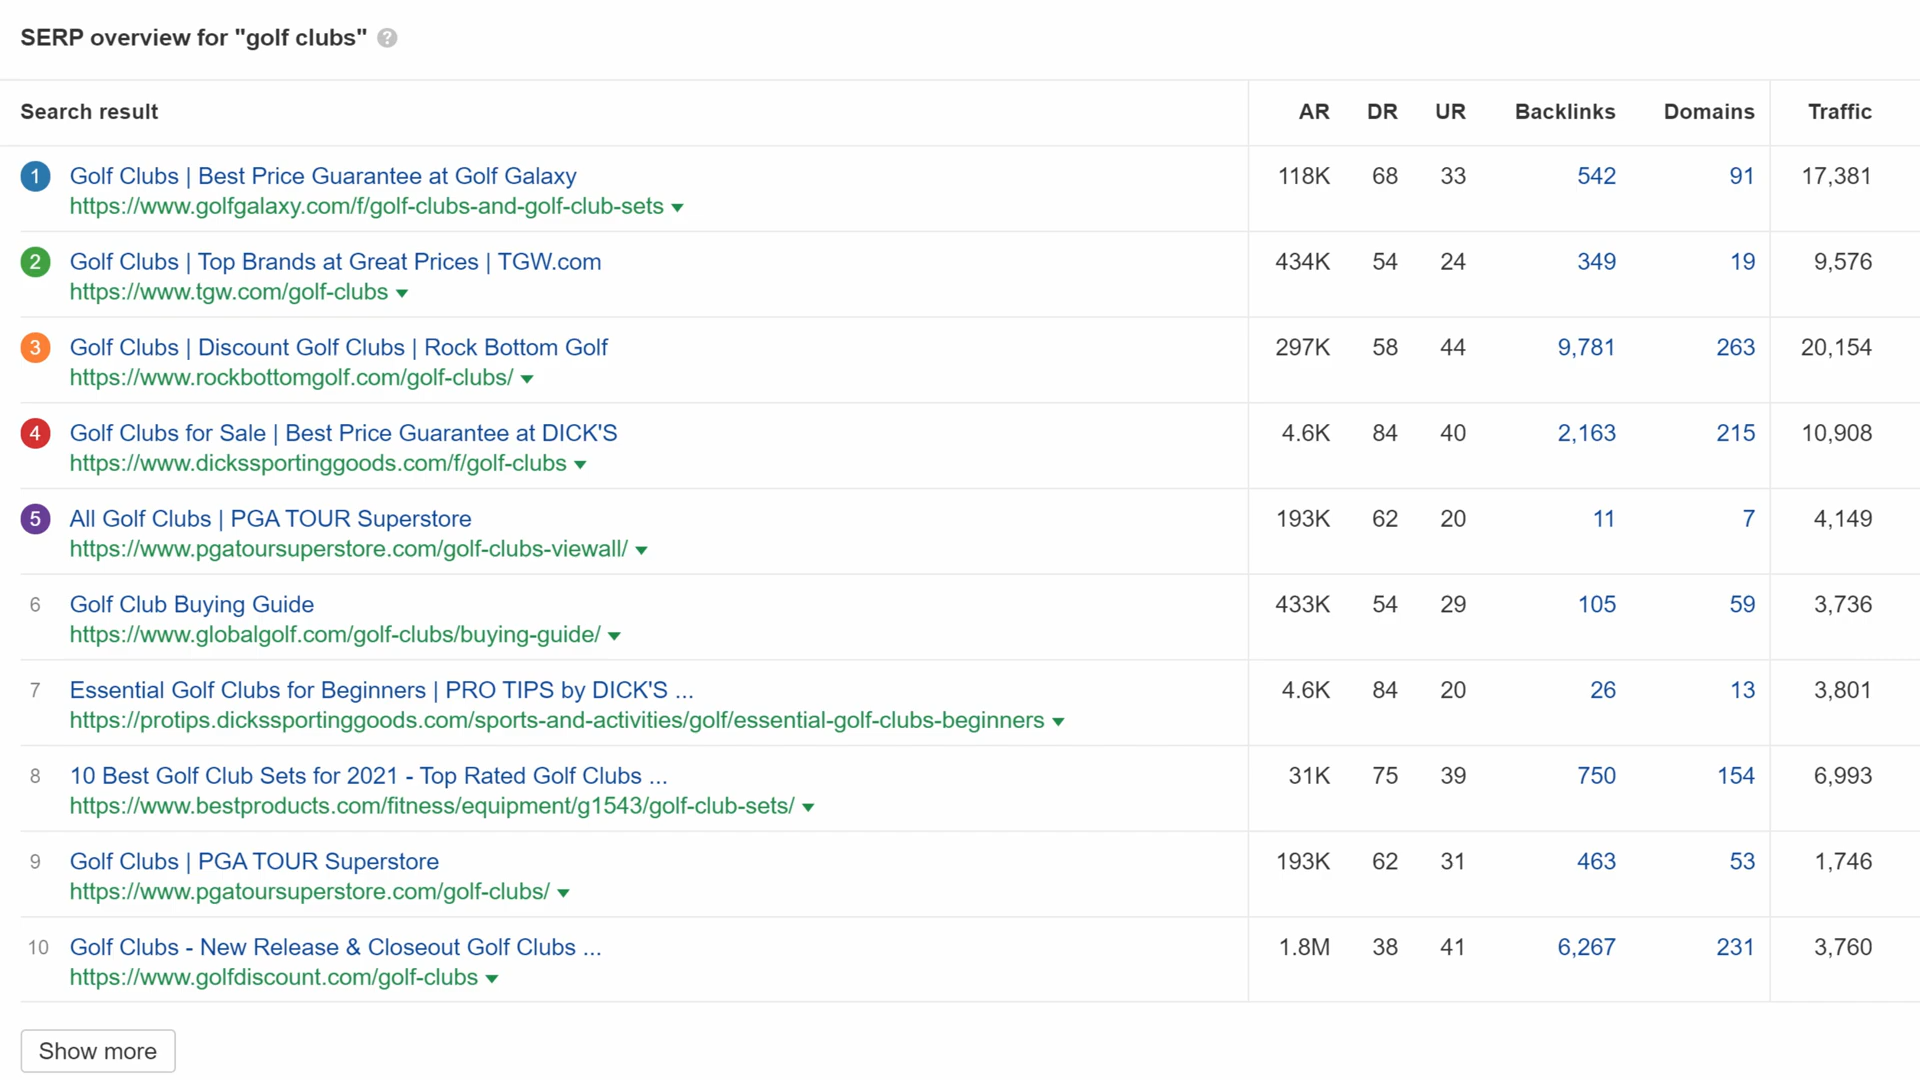 SERP overview for "golf clubs" ?
Search result AR DR UR Backlinks Domains Traffic
1 Golf Clubs | Best Price Guarantee at Golf Galaxy 118K 68 33 542 91 17,381
https://www.golfgalaxy.com/f/golf-clubs-and-golf-club-sets
2 Golf Clubs | Top Brands at Great Prices | TGW.com 434K 54 24 349 19 9,576
https://www.tgw.com/golf-clubs
3 Golf Clubs | Discount Golf Clubs | Rock Bottom Golf 297K 58 44 9,781 263 20,154
https://www.rockbottomgolf.com/golf-clubs/
4 Golf Clubs for Sale | Best Price Guarantee at DICK'S 4.6K 84 40 2,163 215 10,908
https://www.dickssportinggoods.com/f/golf-clubs
5 All Golf Clubs | PGA TOUR Superstore 193K 62 20 11 7 4,149
https://www.pgatoursuperstore.com/golf-clubs-viewall/
6 Golf Club Buying Guide 433K 54 29 105 59 3,736
https://www.globalgolf.com/golf-clubs/buying-guide/
7 Essential Golf Clubs for Beginners | PRO TIPS by DICK'S ... 4.6K 84 20 26 13 3,801
https://protips.dickssportinggoods.com/sports-and-activities/golf/essential-golf-clubs-beginners
8 10 Best Golf Club Sets for 2021 - Top Rated Golf Clubs ... 31K 75 39 750 154 6,993
https://www.bestproducts.com/fitness/equipment/g1543/golf-club-sets/
9 Golf Clubs | PGA TOUR Superstore 193K 62 31 463 53 1,746
https://www.pgatoursuperstore.com/golf-clubs/
10 Golf Clubs - New Release & Closeout Golf Clubs ... 1.8M 38 41 6,267 231 3,760
https://www.golfdiscount.com/golf-clubs
Show more